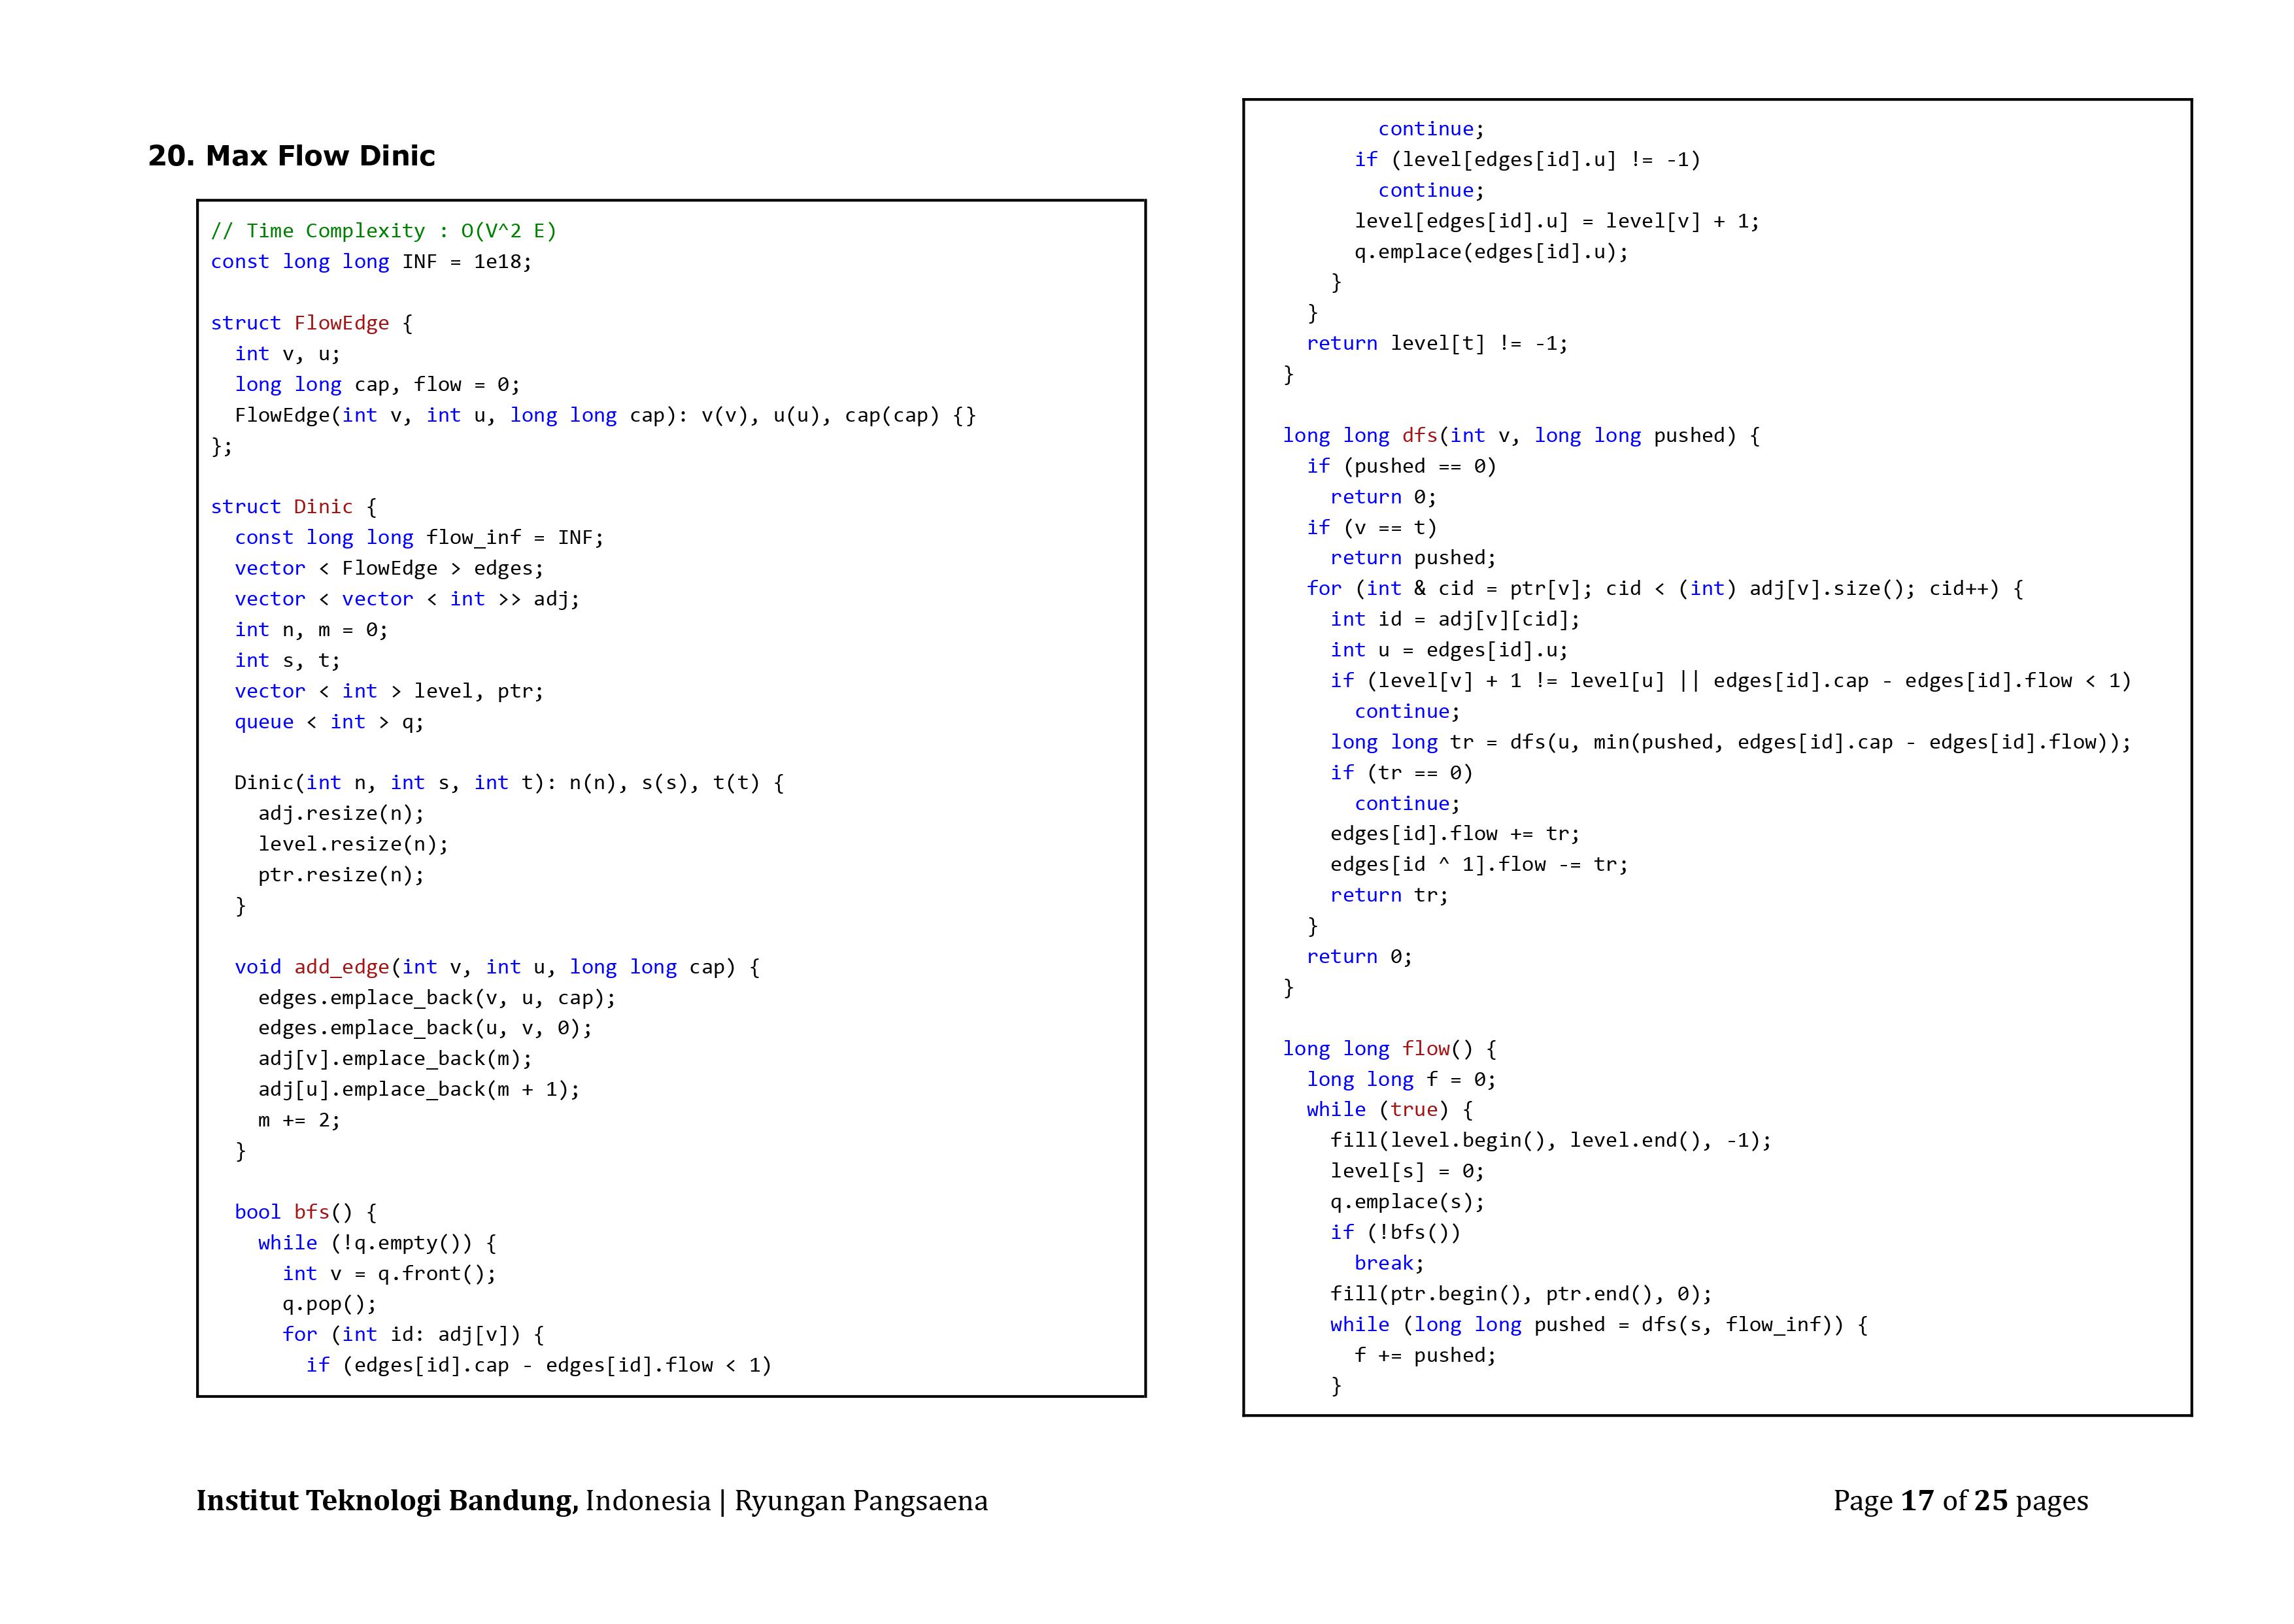 20. Max Flow Dinic
// Time Complexity : O(V^2 E)
const long long INF = 1e18;

struct FlowEdge {
  int v, u;
  long long cap, flow = 0;
  FlowEdge(int v, int u, long long cap): v(v), u(u), cap(cap) {}
};

struct Dinic {
  const long long flow_inf = INF;
  vector < FlowEdge > edges;
  vector < vector < int >> adj;
  int n, m = 0;
  int s, t;
  vector < int > level, ptr;
  queue < int > q;

  Dinic(int n, int s, int t): n(n), s(s), t(t) {
    adj.resize(n);
    level.resize(n);
    ptr.resize(n);
  }

  void add_edge(int v, int u, long long cap) {
    edges.emplace_back(v, u, cap);
    edges.emplace_back(u, v, 0);
    adj[v].emplace_back(m);
    adj[u].emplace_back(m + 1);
    m += 2;
  }

  bool bfs() {
    while (!q.empty()) {
      int v = q.front();
      q.pop();
      for (int id: adj[v]) {
        if (edges[id].cap - edges[id].flow < 1)
          continue;
        if (level[edges[id].u] != -1)
          continue;
        level[edges[id].u] = level[v] + 1;
        q.emplace(edges[id].u);
      }
    }
    return level[t] != -1;
  }

  long long dfs(int v, long long pushed) {
    if (pushed == 0)
      return 0;
    if (v == t)
      return pushed;
    for (int & cid = ptr[v]; cid < (int) adj[v].size(); cid++) {
      int id = adj[v][cid];
      int u = edges[id].u;
      if (level[v] + 1 != level[u] || edges[id].cap - edges[id].flow < 1)
        continue;
      long long tr = dfs(u, min(pushed, edges[id].cap - edges[id].flow));
      if (tr == 0)
        continue;
      edges[id].flow += tr;
      edges[id ^ 1].flow -= tr;
      return tr;
    }
    return 0;
  }

  long long flow() {
    long long f = 0;
    while (true) {
      fill(level.begin(), level.end(), -1);
      level[s] = 0;
      q.emplace(s);
      if (!bfs())
        break;
      fill(ptr.begin(), ptr.end(), 0);
      while (long long pushed = dfs(s, flow_inf)) {
        f += pushed;
      }
Institut Teknologi Bandung, Indonesia | Ryungan Pangsaena
Page 17 of 25 pages